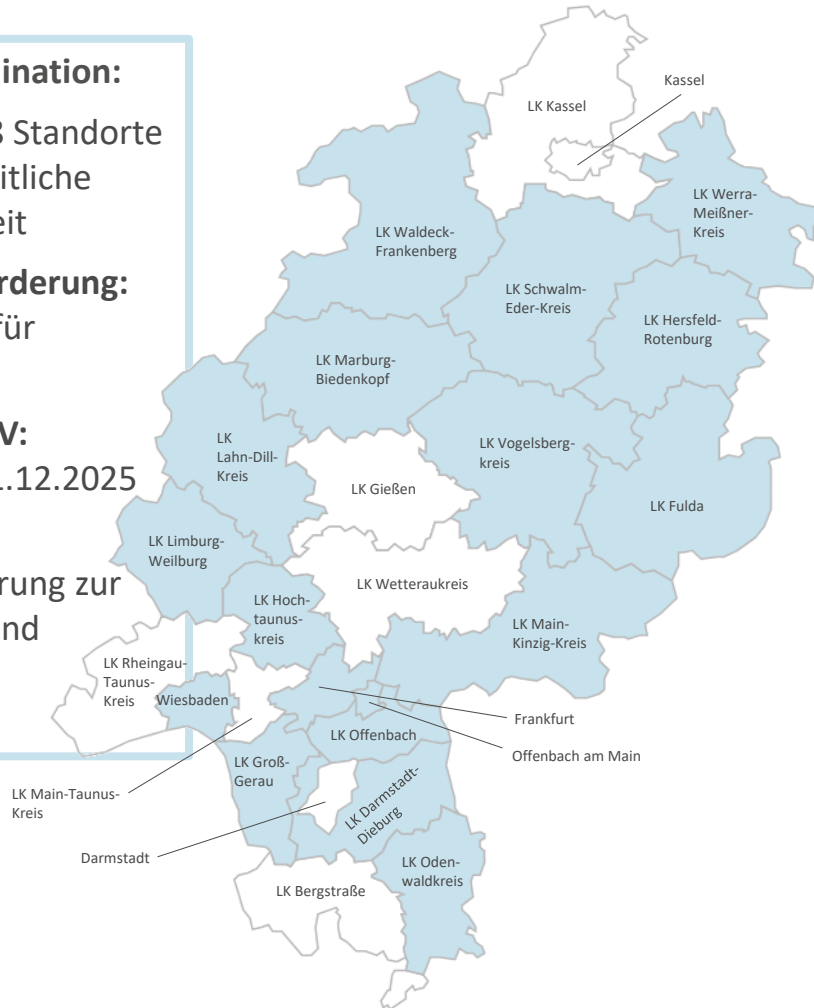 ination:
3 Standorte
itliche
eit
rderung:
für
V:
1.12.2025
rung zur
nd
Kassel
LK Kassel
LK Werra-
Meißner-
Kreis
LK Waldeck-
Frankenberg
LK Schwalm-
Eder-Kreis
LK Hersfeld-
Rotenburg
LK Marburg-
Biedenkopf
LK
Lahn-Dill-
Kreis
LK Vogelsberg-
kreis
LK Gießen
LK Fulda
LK Limburg-
Weilburg
LK Wetteraukreis
LK Hoch-
taunus-
kreis
LK Main-
Kinzig-Kreis
LK Rheingau-
Taunus-
Kreis
Wiesbaden
Frankfurt
LK Offenbach
Offenbach am Main
LK Groß-
Gerau
LK Main-Taunus-
Kreis
LK Darmstadt-
Dieburg
Darmstadt
LK Oden-
waldkreis
LK Bergstraße